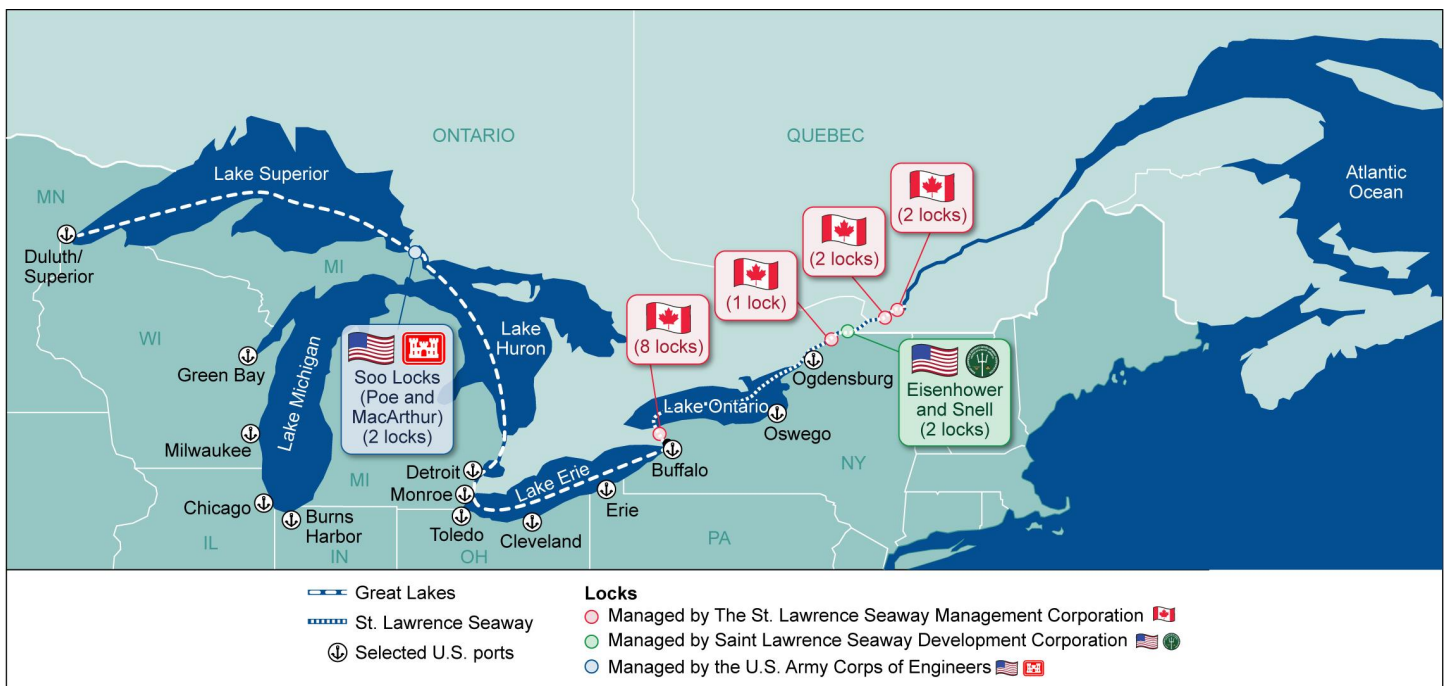 ONTARIO
QUEBEC
Lake Superior
Atlantic
Ocean
MN
(2 locks)
Duluth/
Superior
MI
(2 locks)
(1 lock)
WI
Lake
Huron
(8 locks)
Green Bay
Lake Michigan
Soo Locks
(Poe and
MacArthur)
(2 locks)
Ogdensburg
Eisenhower
and Snell
(2 locks)
Lake Ontario
Oswego
Milwaukee
Buffalo
NY
Detroit
MI
Monroe
Lake Erie
Erie
Chicago
Burns
Harbor
Toledo
Cleveland
PA
IL
IN
OH
Great Lakes
St. Lawrence Seaway
Selected U.S. ports
Locks
Managed by The St. Lawrence Seaway Management Corporation
Managed by Saint Lawrence Seaway Development Corporation
Managed by the U.S. Army Corps of Engineers